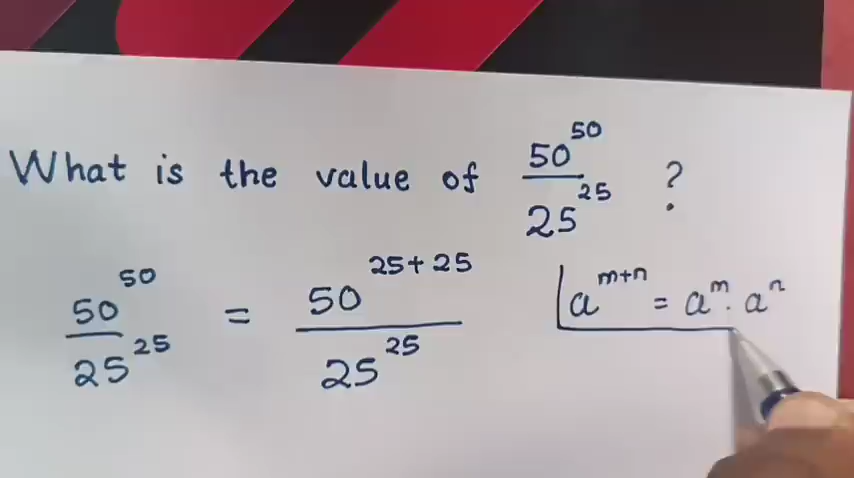 What is the value of 50^50 / 25^25 ?
50^50 / 25^25 = 50^(25+25) / 25^25
a^(m+n) = a^m . a^n